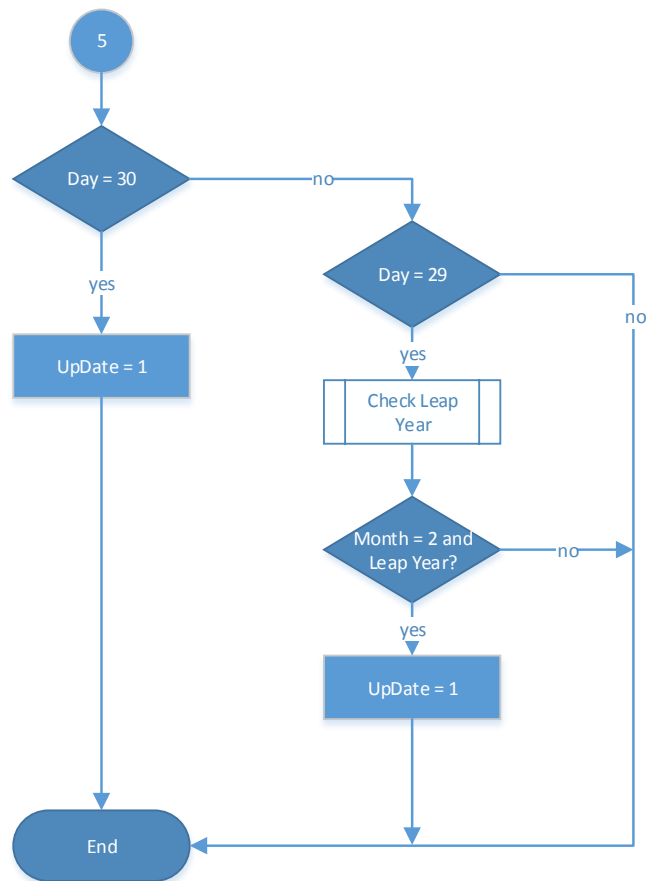 5
Day = 30
no
Day = 29
yes
no
UpDate = 1
yes
Check Leap
Year
Month = 2 and
Leap Year?
no
yes
UpDate = 1
End